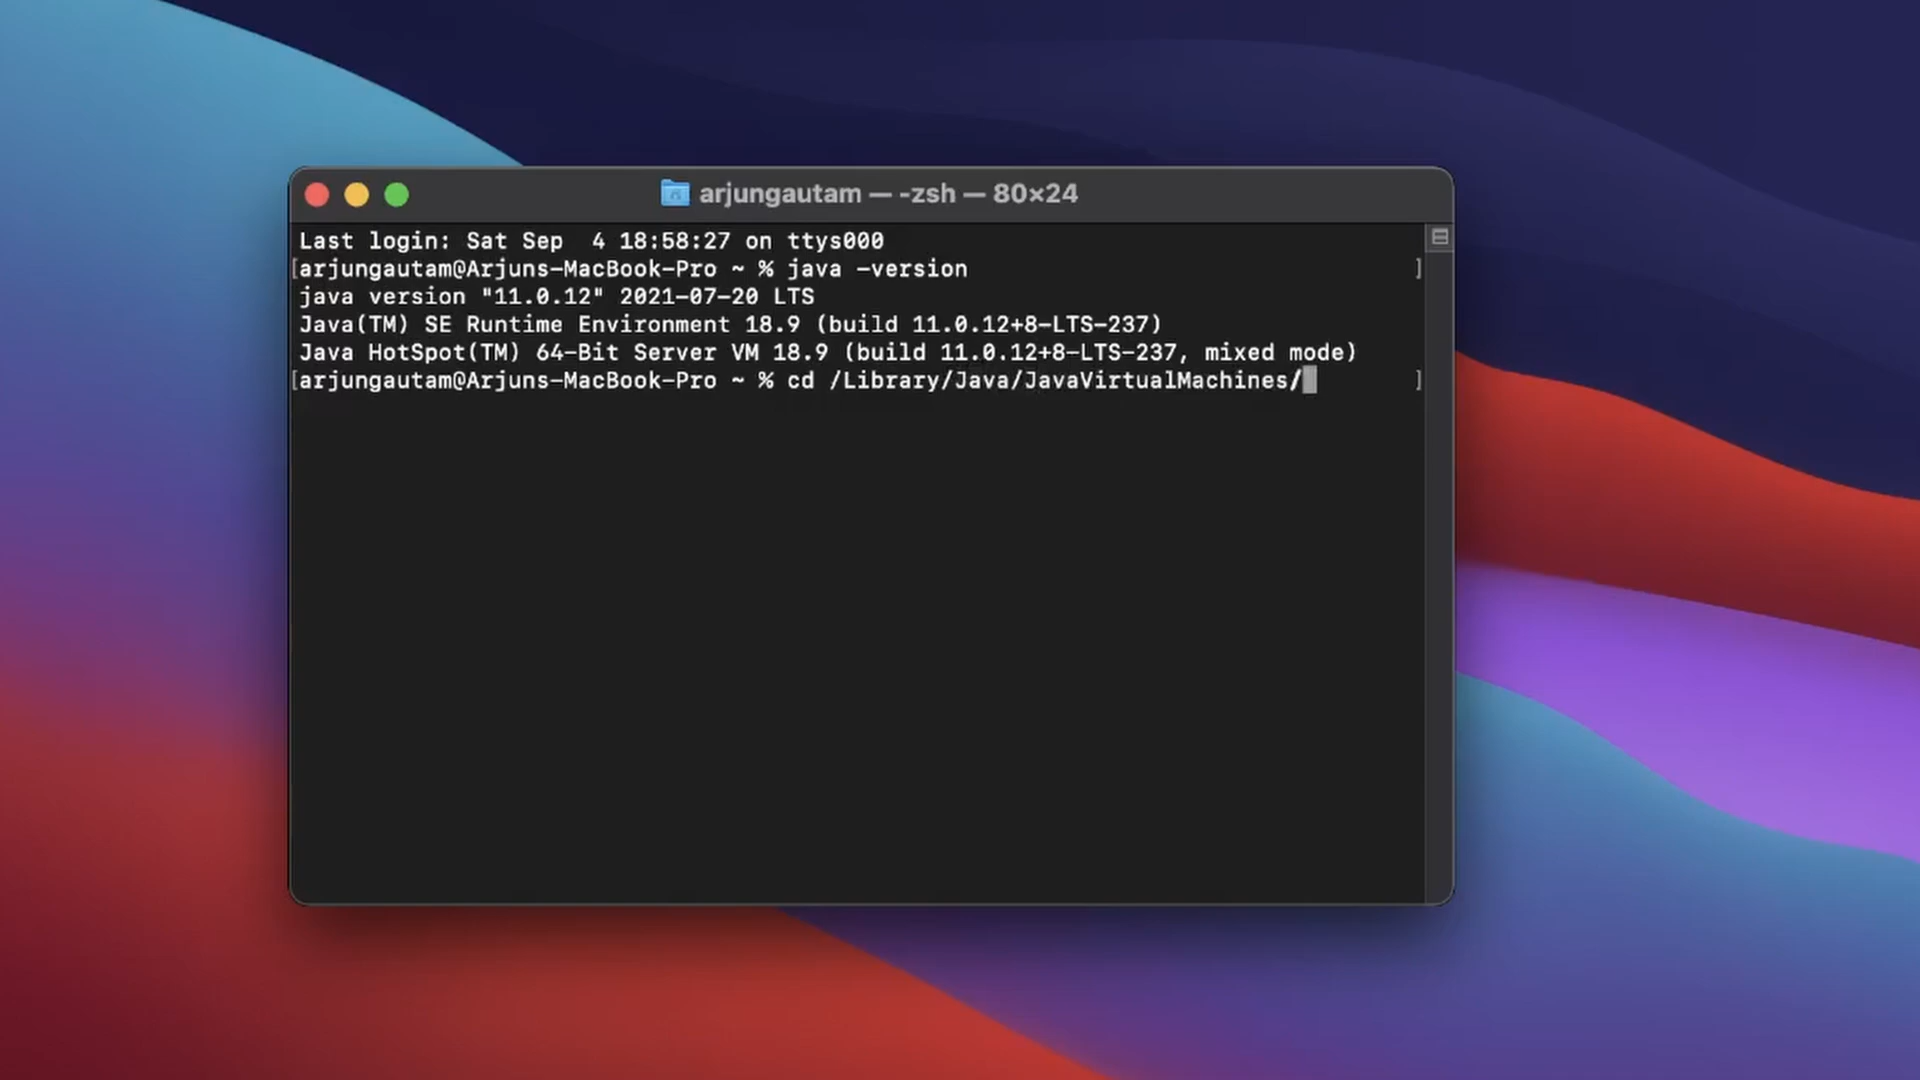 arjungautam — -zsh — 80×24
Last login: Sat Sep  4 18:58:27 on ttys000
[arjungautam@Arjuns-MacBook-Pro ~ % java -version ]
java version "11.0.12" 2021-07-20 LTS
Java(TM) SE Runtime Environment 18.9 (build 11.0.12+8-LTS-237)
Java HotSpot(TM) 64-Bit Server VM 18.9 (build 11.0.12+8-LTS-237, mixed mode)
[arjungautam@Arjuns-MacBook-Pro ~ % cd /Library/Java/JavaVirtualMachines/ ]